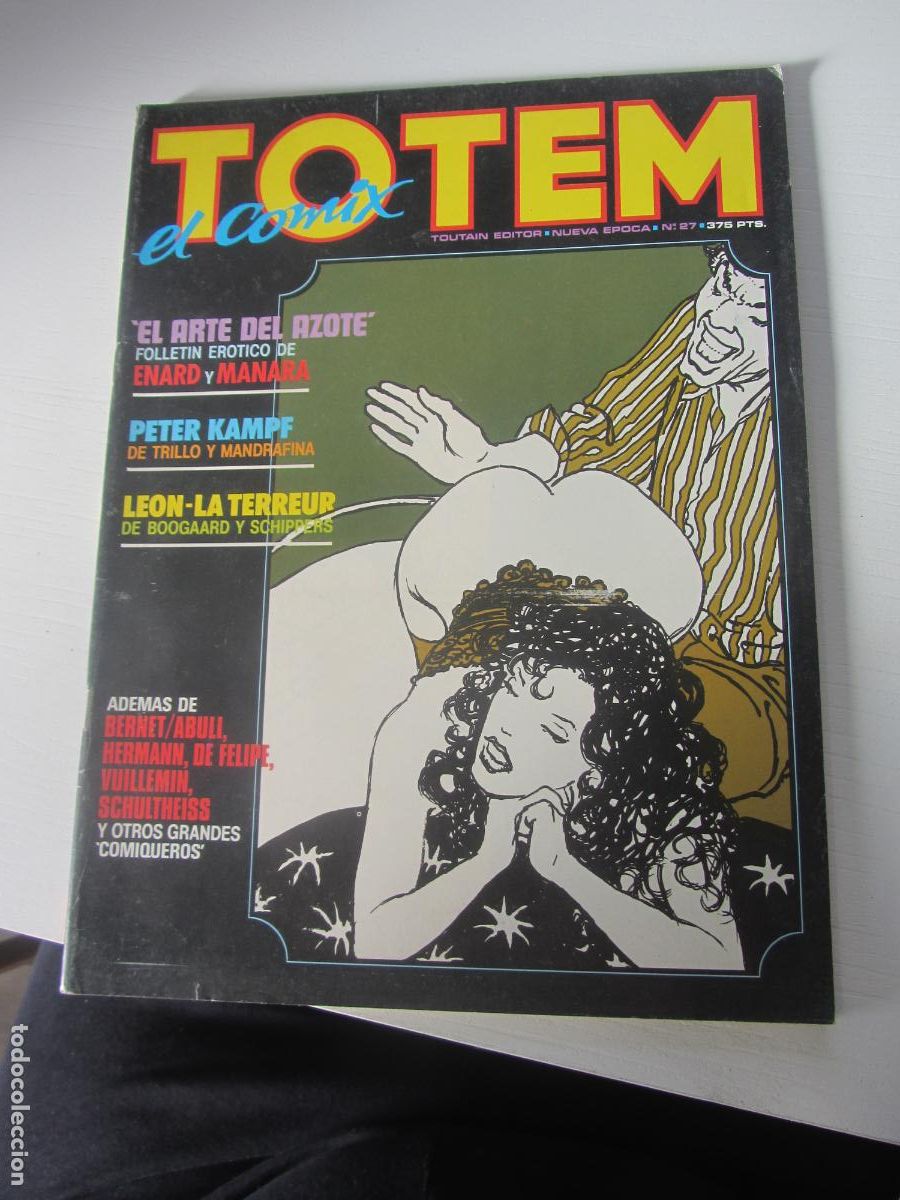 TOTEM
el comix
TOUTAIN EDITOR ▪ NUEVA EPOCA ▪ Nº 27 ▪ 375 PTS.
"EL ARTE DEL AZOTE"
FOLLETIN EROTICO DE
ENARD Y MANARA
PETER KAMPF
DE TRILLO Y MANDRAFINA
LEON-LA TERREUR
DE BOOGAARD Y SCHIPPERS
ADEMAS DE
BERNET/ABULI,
HERMANN, DE FELIPE,
VUILLEMIN,
SCHULTHEISS
Y OTROS GRANDES
'COMIQUEROS'
todocoleccion.net